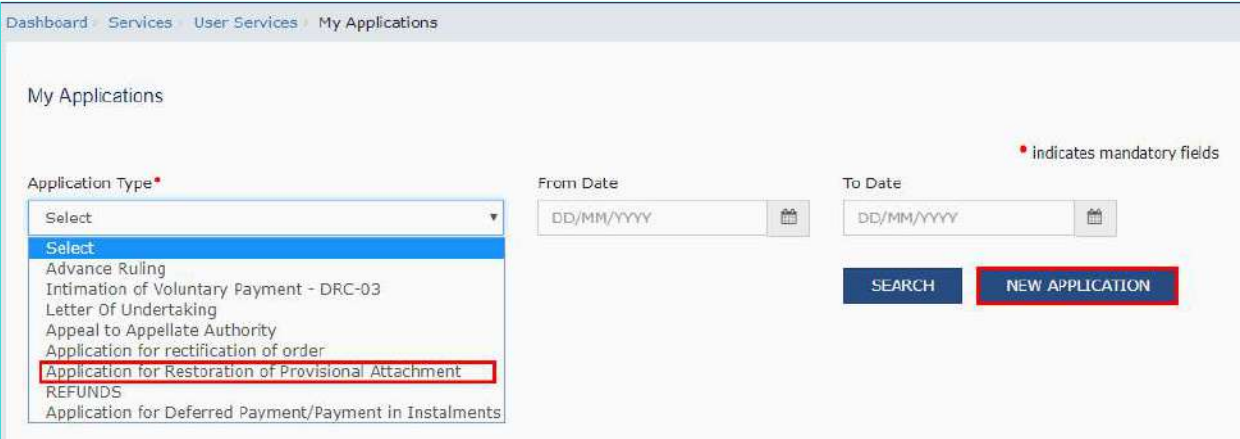 Dashboard Services User Services My Applications
My Applications
• indicates mandatory fields
Application Type• From Date To Date
Select DD/MM/YYYY DD/MM/YYYY
Select
Advance Ruling
Intimation of Voluntary Payment - DRC-03
Letter Of Undertaking
Appeal to Appellate Authority
Application for rectification of order
Application for Restoration of Provisional Attachment
REFUNDS
Application for Deferred Payment/Payment in Instalments
SEARCH NEW APPLICATION